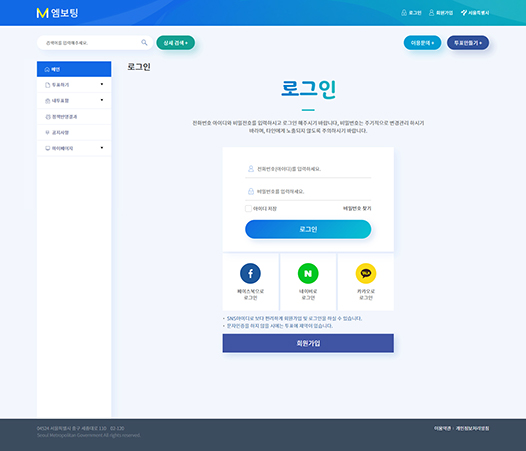 엠보팅
로그인
회원가입
서울특별시
검색어를 입력해주세요.
상세 검색 +
이용문의 +
투표만들기 +
메인
투표하기
내투표함
정책반영결과
공지사항
마이페이지
로그인
로그인
전화번호 아이디와 비밀번호를 입력하시고 로그인 해주시기 바랍니다, 비밀번호는 주기적으로 변경관리 하시기
바라며, 타인에게 노출되지 않도록 주의하시기 바랍니다.
전화번호(아이디)를 입력하세요.
비밀번호를 입력하세요.
아이디 저장
비밀번호 찾기
로그인
페이스북으로
로그인
네이버로
로그인
TALK
카카오로
로그인
SNS아이디로 보다 편리하게 회원가입 및 로그인을 하실 수 있습니다.
문자인증을 하지 않을 시에는 투표에 제약이 있습니다.
회원가입
04524 서울특별시 중구 세종대로 110
02-120
이용약관 | 개인정보처리방침
Seoul Metropolitan Government All rights reserved.